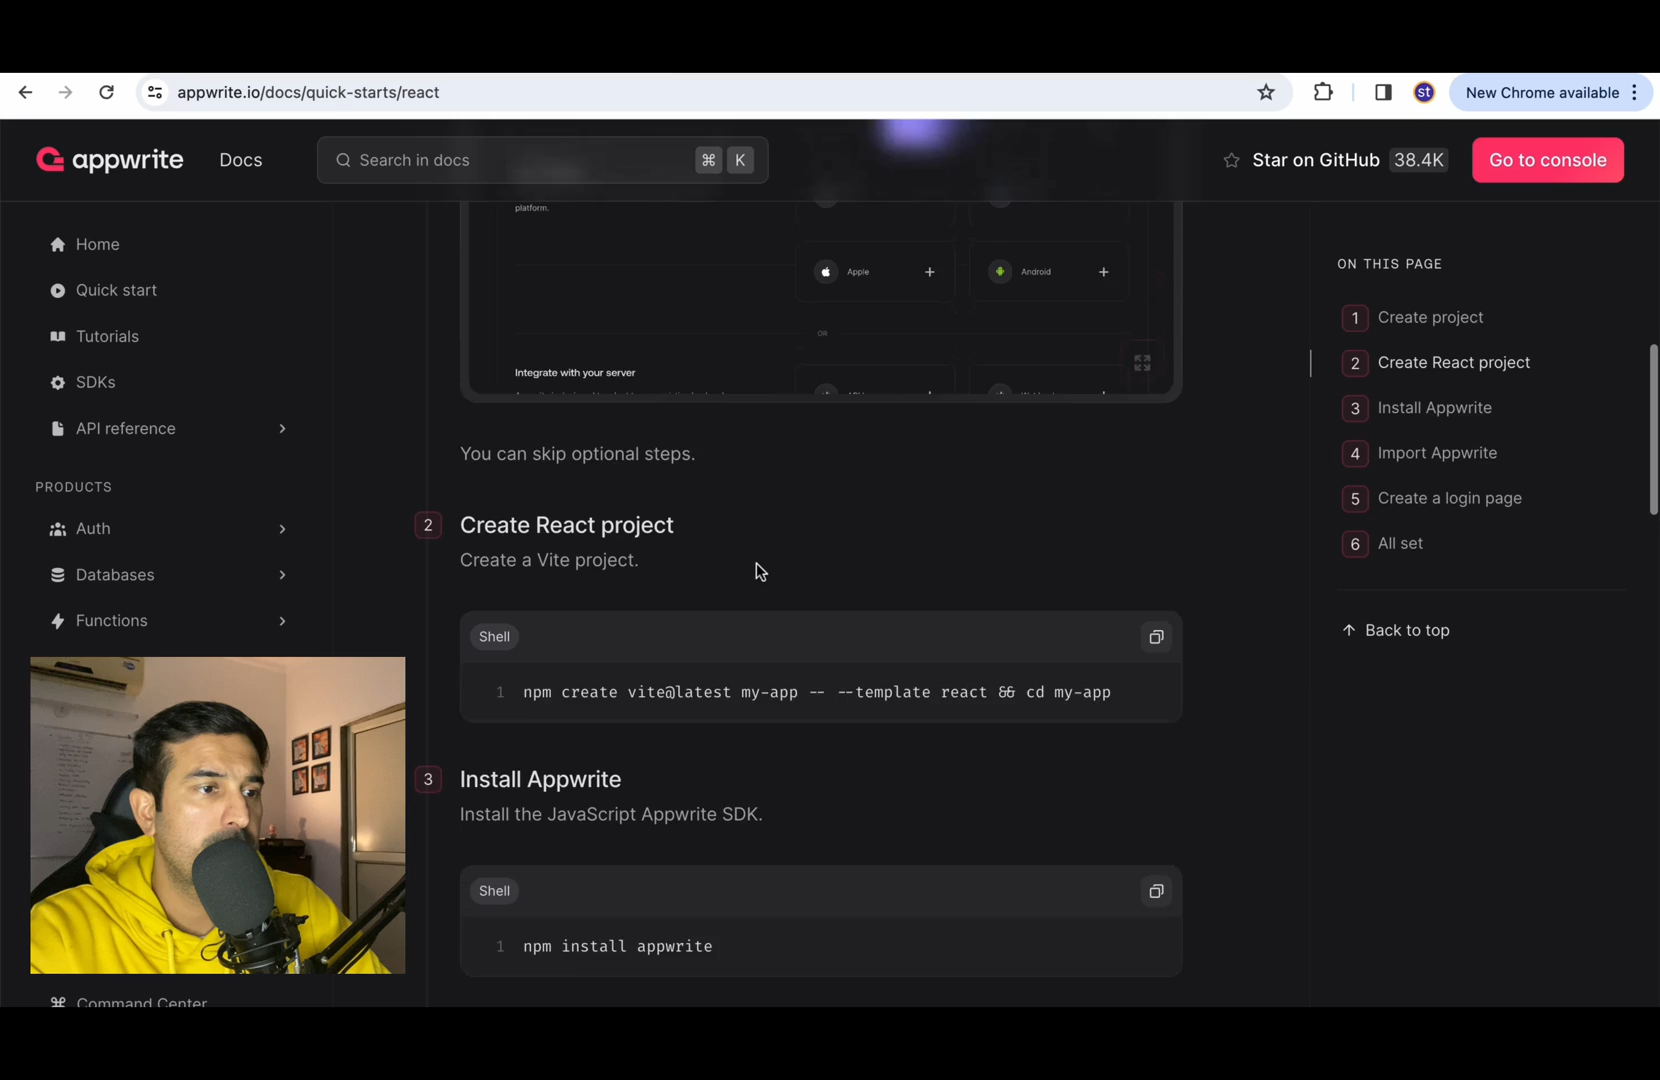 appwrite.io/docs/quick-starts/react
st
New Chrome available
appwrite
Docs
Search in docs
⌘ K
Star on GitHub 38.4K
Go to console
Home
Quick start
Tutorials
SDKs
API reference
PRODUCTS
Auth
Databases
Functions
Command Center
platform.
Apple +
Android +
OR
Integrate with your server
You can skip optional steps.
2 Create React project
Create a Vite project.
Shell
1 npm create vite@latest my-app -- --template react && cd my-app
3 Install Appwrite
Install the JavaScript Appwrite SDK.
Shell
1 npm install appwrite
ON THIS PAGE
1 Create project
2 Create React project
3 Install Appwrite
4 Import Appwrite
5 Create a login page
6 All set
↑ Back to top